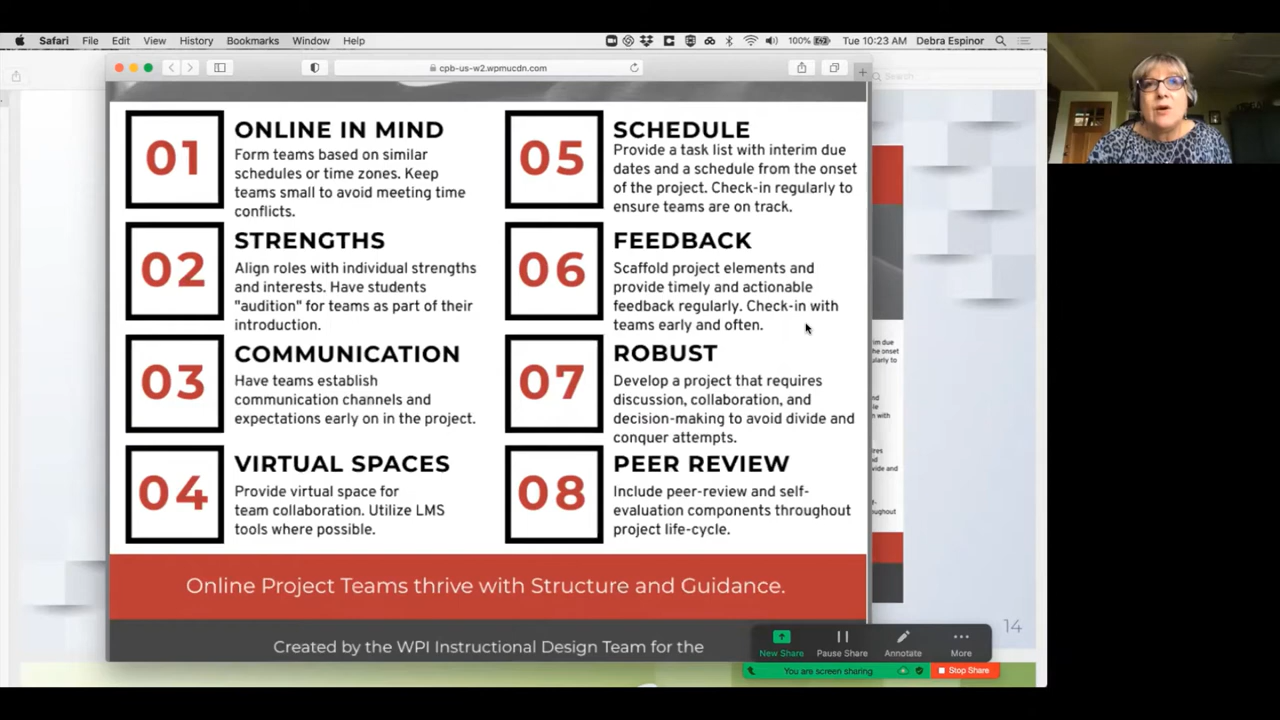 Safari File Edit View History Bookmarks Window Help
100% Tue 10:23 AM Debra Espinor
cpb-us-w2.wpmucdn.com
Search
01
ONLINE IN MIND
Form teams based on similar
schedules or time zones. Keep
teams small to avoid meeting time
conflicts.
02
STRENGTHS
Align roles with individual strengths
and interests. Have students
"audition" for teams as part of their
introduction.
03
COMMUNICATION
Have teams establish
communication channels and
expectations early on in the project.
04
VIRTUAL SPACES
Provide virtual space for
team collaboration. Utilize LMS
tools where possible.
05
SCHEDULE
Provide a task list with interim due
dates and a schedule from the onset
of the project. Check-in regularly to
ensure teams are on track.
06
FEEDBACK
Scaffold project elements and
provide timely and actionable
feedback regularly. Check-in with
teams early and often.
07
ROBUST
Develop a project that requires
discussion, collaboration, and
decision-making to avoid divide and
conquer attempts.
08
PEER REVIEW
Include peer-review and self-
evaluation components throughout
project life-cycle.
Online Project Teams thrive with Structure and Guidance.
Created by the WPI Instructional Design Team for the
14
New Share Pause Share Annotate More
You are screen sharing Stop Share